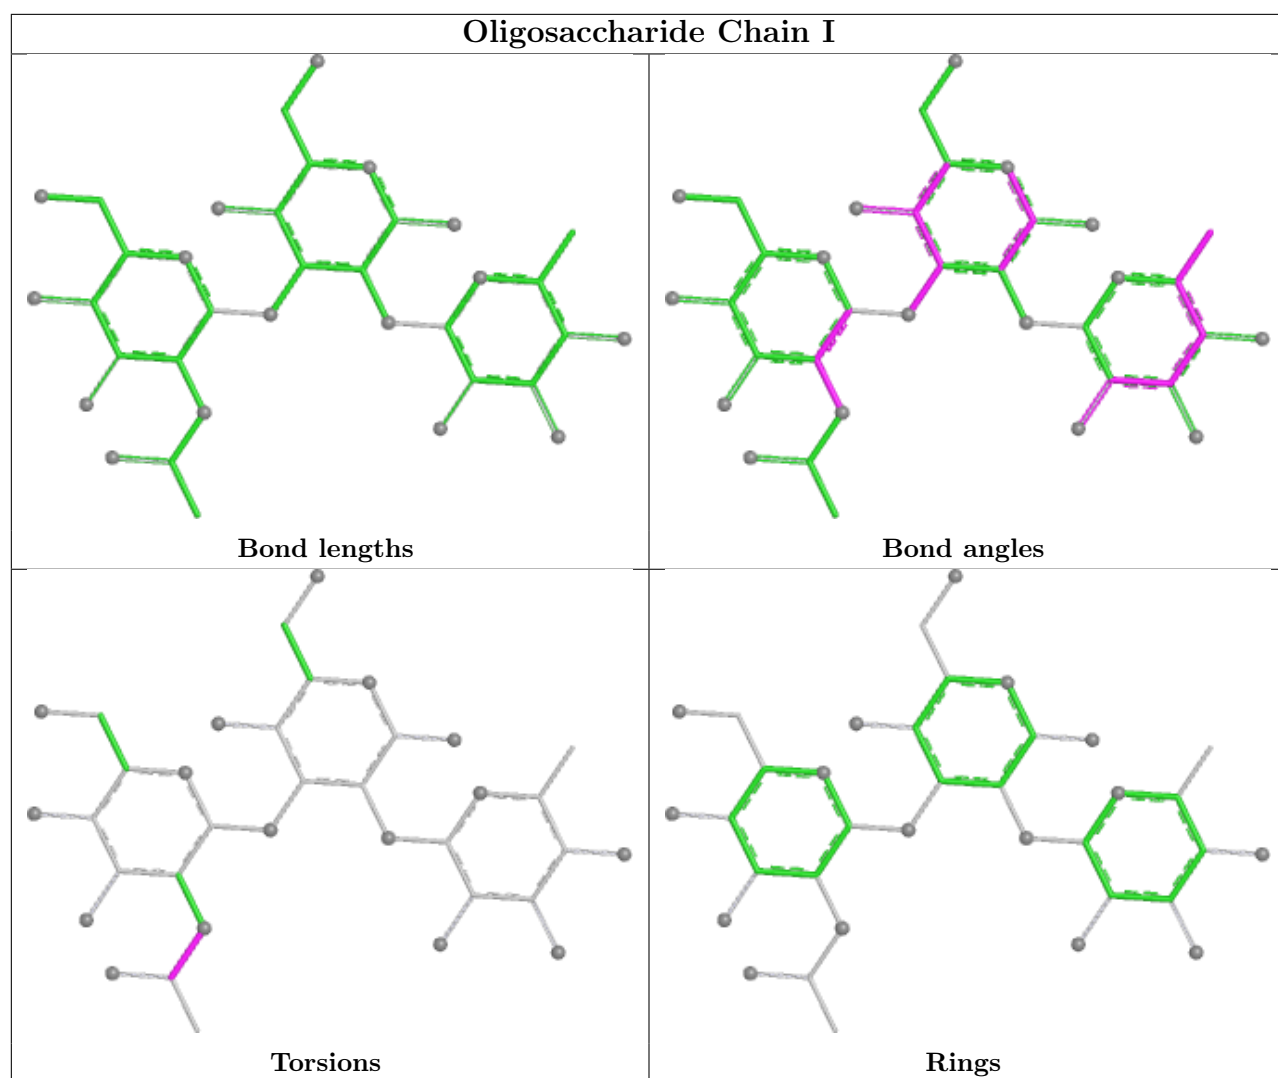 Oligosaccharide Chain I
Bond lengths
Bond angles
Torsions
Rings